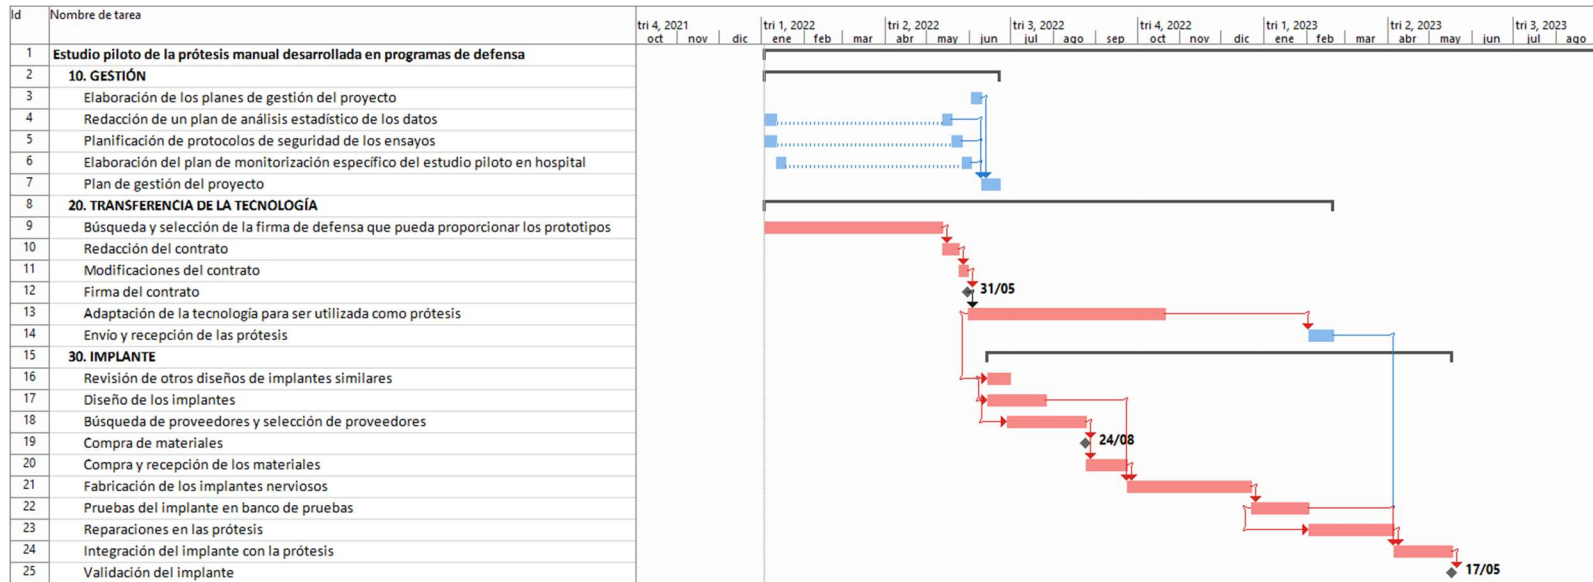 Id Nombre de tarea
tri 4, 2021 tri 1, 2022 tri 2, 2022 tri 3, 2022 tri 4, 2022 tri 1, 2023 tri 2, 2023 tri 3, 2023
oct nov dic ene feb mar abr may jun jul ago sep oct nov dic ene feb mar abr may jun jul ago
1 Estudio piloto de la prótesis manual desarrollada en programas de defensa
2 10. GESTIÓN
3 Elaboración de los planes de gestión del proyecto
4 Redacción de un plan de análisis estadístico de los datos
5 Planificación de protocolos de seguridad de los ensayos
6 Elaboración del plan de monitorización específico del estudio piloto en hospital
7 Plan de gestión del proyecto
8 20. TRANSFERENCIA DE LA TECNOLOGÍA
9 Búsqueda y selección de la firma de defensa que pueda proporcionar los prototipos
10 Redacción del contrato
11 Modificaciones del contrato
12 Firma del contrato 31/05
13 Adaptación de la tecnología para ser utilizada como prótesis
14 Envío y recepción de las prótesis
15 30. IMPLANTE
16 Revisión de otros diseños de implantes similares
17 Diseño de los implantes
18 Búsqueda de proveedores y selección de proveedores
19 Compra de materiales 24/08
20 Compra y recepción de los materiales
21 Fabricación de los implantes nerviosos
22 Pruebas del implante en banco de pruebas
23 Reparaciones en las prótesis
24 Integración del implante con la prótesis
25 Validación del implante 17/05